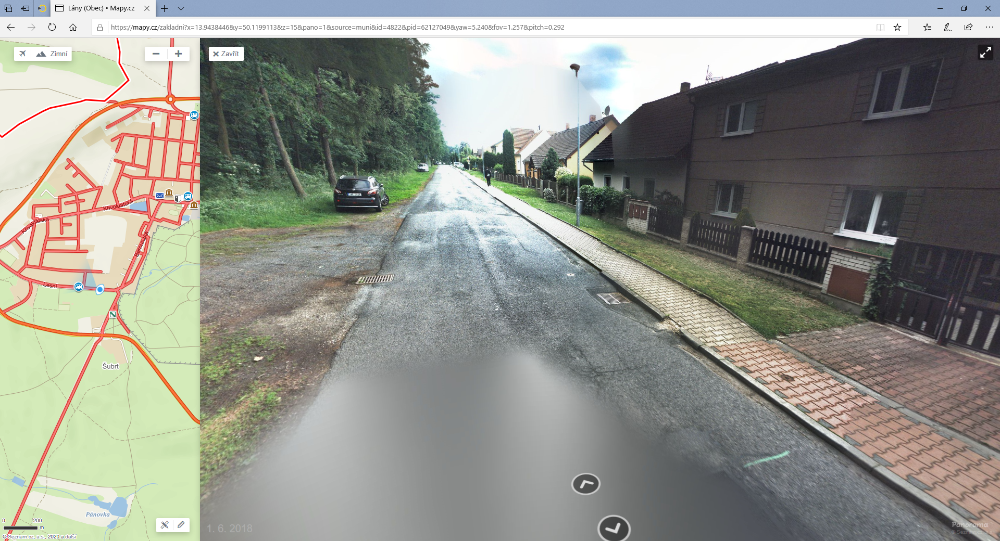 Lány (Obec) • Mapy.cz
https://mapy.cz/zakladni?x=13.9438446&y=50.1199113&z=15&pano=1&source=muni&id=4822&pid=62127049&yaw=5.240&fov=1.257&pitch=0.292
Zimní
Zavřít
Křivoklátská
Křivoklátská
Berounská
Lesní
Šubrt
Pánovka
0 200
m
© Seznam.cz, a.s., 2020 a další
1. 6. 2018
Panorama
© Seznam.cz, a.s.